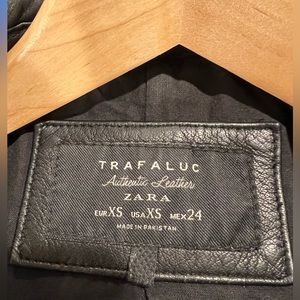 TRAFALUC
Authentic Leather
ZARA
EUR XS USA XS MEX 24
MADE IN PAKISTAN